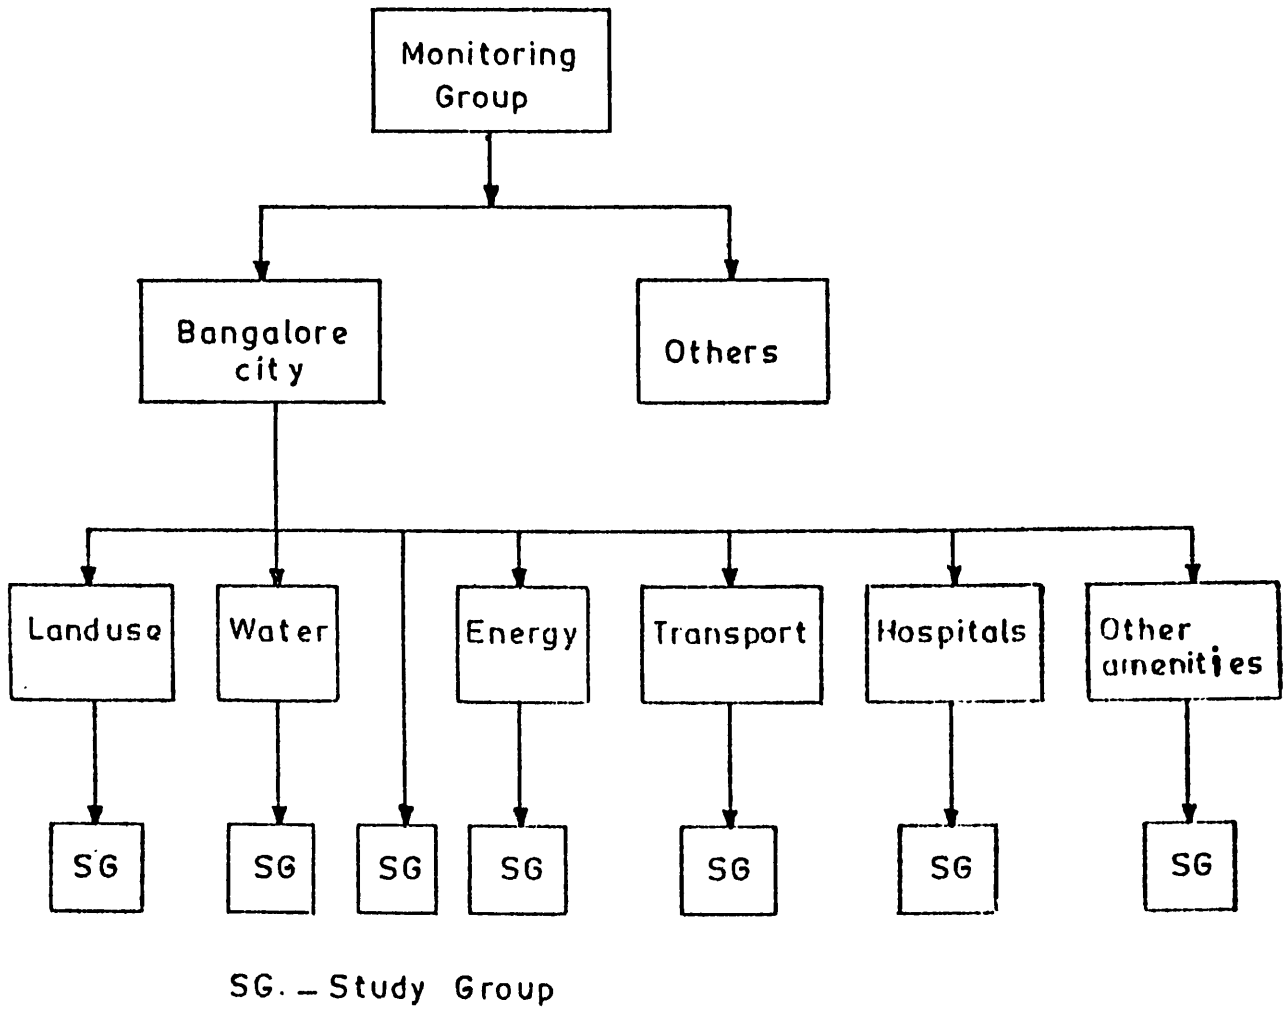 Monitoring
Group
Bangalore
city
Others
Landuse
Water
Energy
Transport
Hospitals
Other
amenities
SG
SG
SG
SG
SG
SG
SG
SG. - Study Group